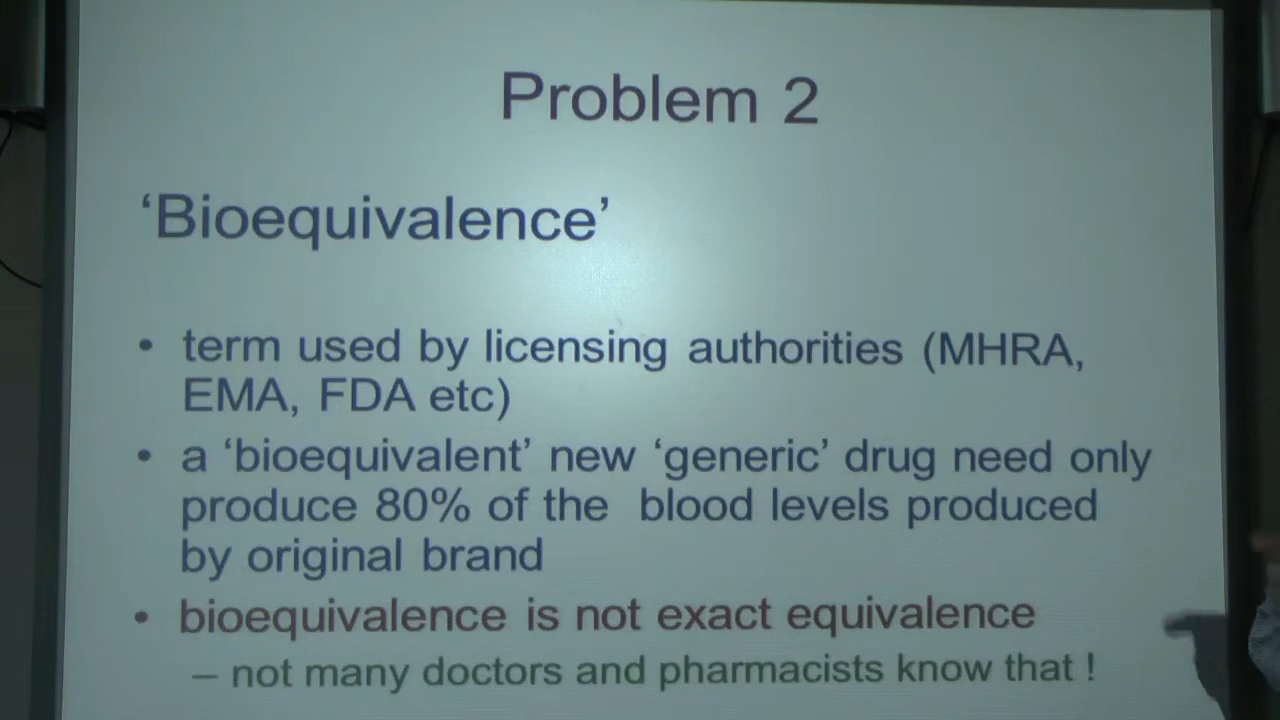 Problem 2
‘Bioequivalence’
• term used by licensing authorities (MHRA,
EMA, FDA etc)
• a ‘bioequivalent’ new ‘generic’ drug need only
produce 80% of the blood levels produced
by original brand
• bioequivalence is not exact equivalence
– not many doctors and pharmacists know that !